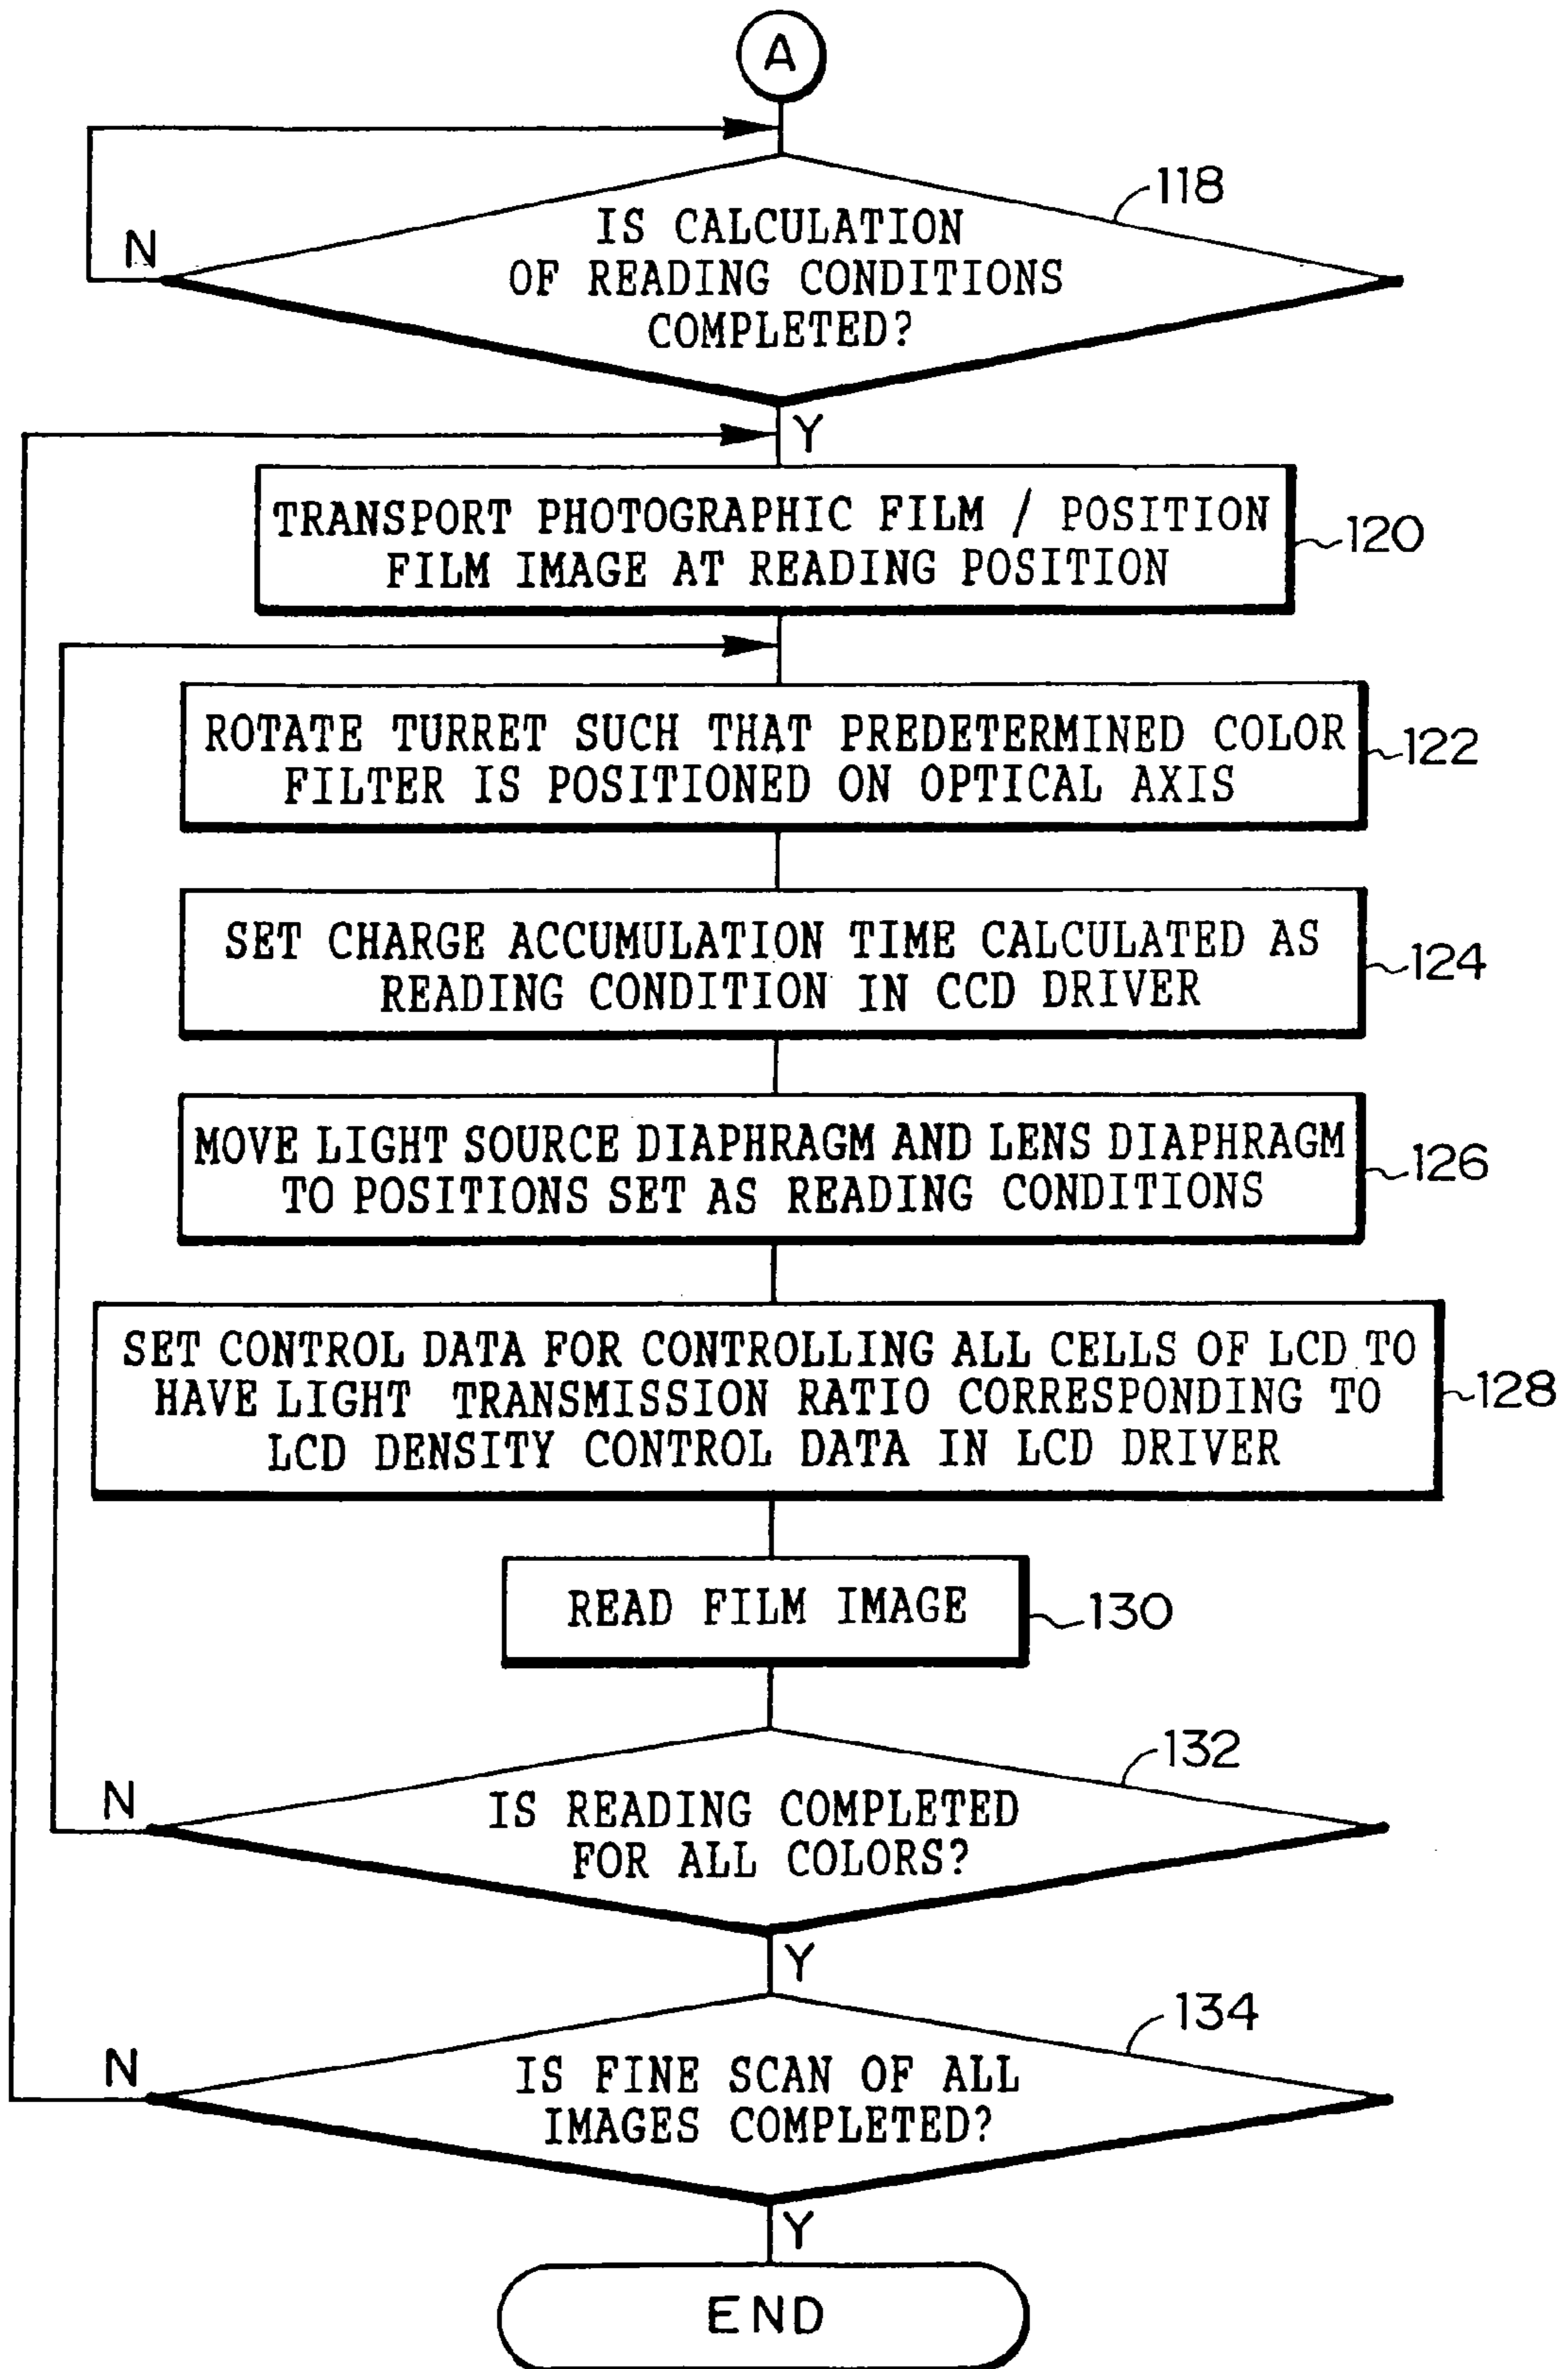 A
118
IS CALCULATION
OF READING CONDITIONS
COMPLETED?
N
Y
TRANSPORT PHOTOGRAPHIC FILM / POSITION
FILM IMAGE AT READING POSITION
120
ROTATE TURRET SUCH THAT PREDETERMINED COLOR
FILTER IS POSITIONED ON OPTICAL AXIS
122
SET CHARGE ACCUMULATION TIME CALCULATED AS
READING CONDITION IN CCD DRIVER
124
MOVE LIGHT SOURCE DIAPHRAGM AND LENS DIAPHRAGM
TO POSITIONS SET AS READING CONDITIONS
126
SET CONTROL DATA FOR CONTROLLING ALL CELLS OF LCD TO
HAVE LIGHT TRANSMISSION RATIO CORRESPONDING TO
LCD DENSITY CONTROL DATA IN LCD DRIVER
128
READ FILM IMAGE
130
132
N
IS READING COMPLETED
FOR ALL COLORS?
Y
134
N
IS FINE SCAN OF ALL
IMAGES COMPLETED?
Y
END